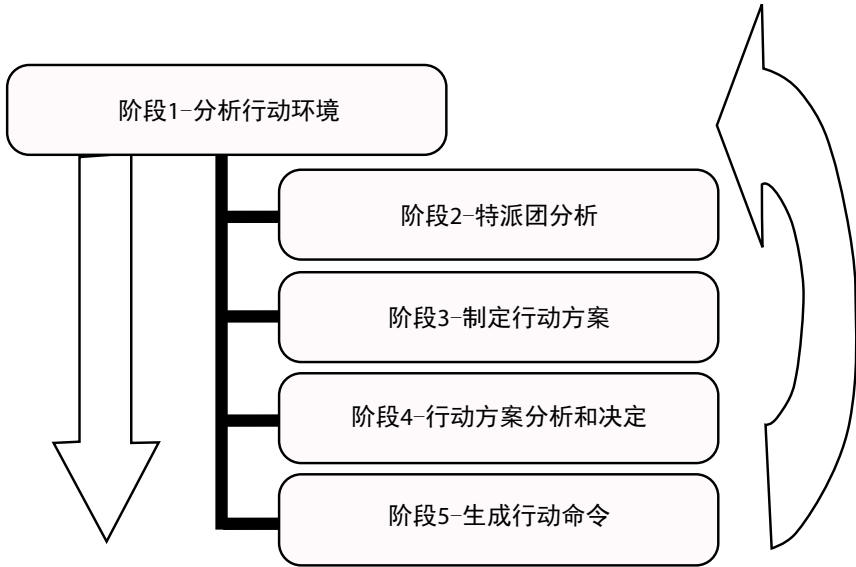 阶段1-分析行动环境
阶段2-特派团分析
阶段3-制定行动方案
阶段4-行动方案分析和决定
阶段5-生成行动命令